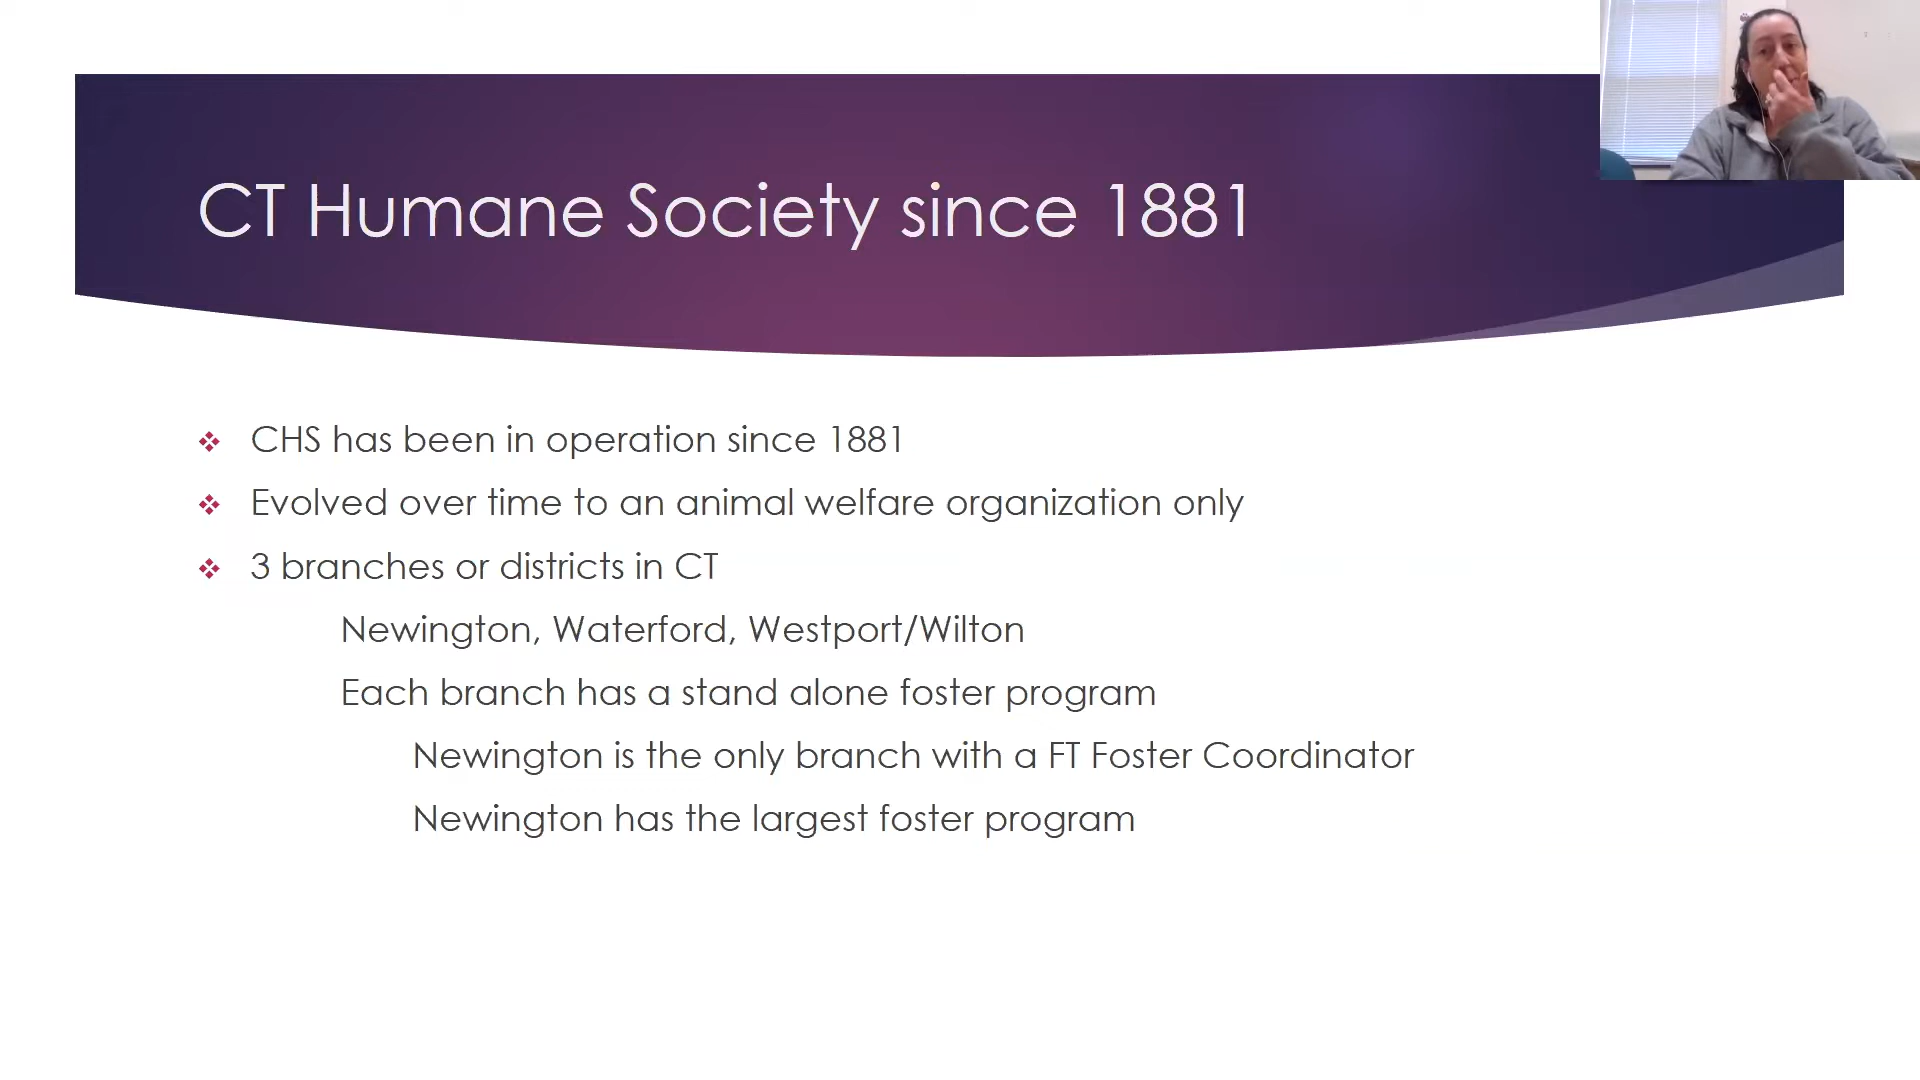 CT Humane Society since 1881
CHS has been in operation since 1881
Evolved over time to an animal welfare organization only
3 branches or districts in CT
Newington, Waterford, Westport/Wilton
Each branch has a stand alone foster program
Newington is the only branch with a FT Foster Coordinator
Newington has the largest foster program